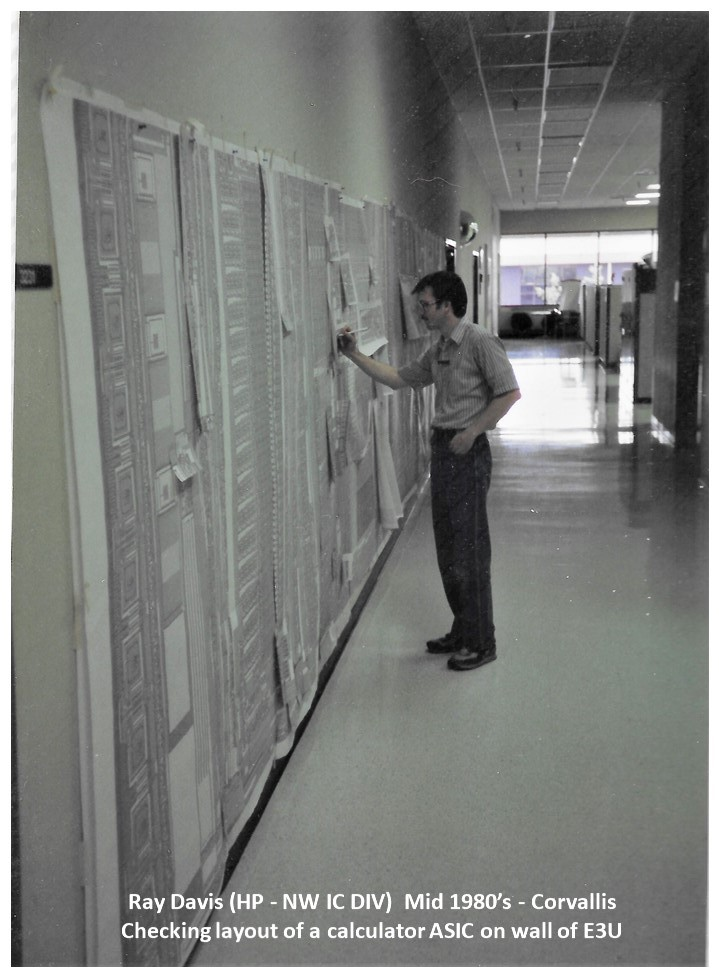 Ray Davis (HP - NW IC DIV)  Mid 1980's - Corvallis
Checking layout of a calculator ASIC on wall of E3U